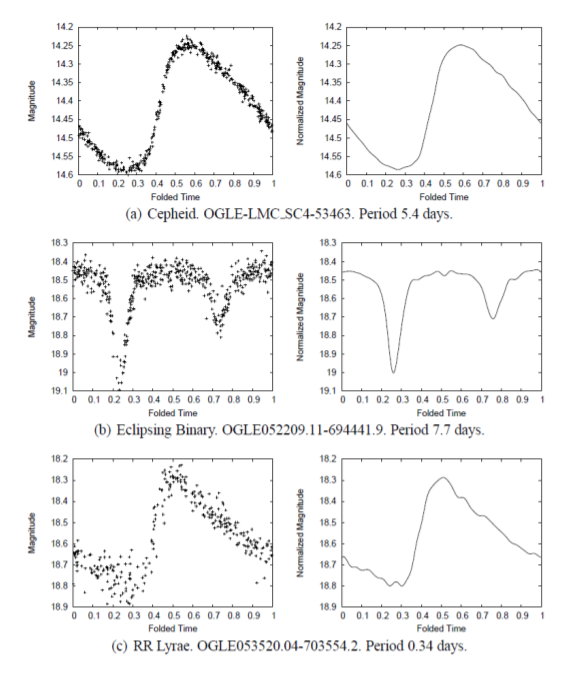 14.2
14.25
14.3
14.35
14.4
14.45
14.5
14.55
14.6
Magnitude
0 0.1 0.2 0.3 0.4 0.5 0.6 0.7 0.8 0.9 1
Folded Time
14.2
14.25
14.3
14.35
14.4
14.45
14.5
14.55
14.6
Normalized Magnitude
0 0.1 0.2 0.3 0.4 0.5 0.6 0.7 0.8 0.9 1
Folded Time
(a) Cepheid. OGLE-LMC_SC4-53463. Period 5.4 days.
18.3
18.4
18.5
18.6
18.7
18.8
18.9
19
19.1
Magnitude
0 0.1 0.2 0.3 0.4 0.5 0.6 0.7 0.8 0.9 1
Folded Time
18.3
18.4
18.5
18.6
18.7
18.8
18.9
19
19.1
Normalized Magnitude
0 0.1 0.2 0.3 0.4 0.5 0.6 0.7 0.8 0.9 1
Folded Time
(b) Eclipsing Binary. OGLE052209.11-694441.9. Period 7.7 days.
18.2
18.3
18.4
18.5
18.6
18.7
18.8
18.9
Magnitude
0 0.1 0.2 0.3 0.4 0.5 0.6 0.7 0.8 0.9 1
Folded Time
18.2
18.3
18.4
18.5
18.6
18.7
18.8
18.9
Normalized Magnitude
0 0.1 0.2 0.3 0.4 0.5 0.6 0.7 0.8 0.9 1
Folded Time
(c) RR Lyrae. OGLE053520.04-703554.2. Period 0.34 days.